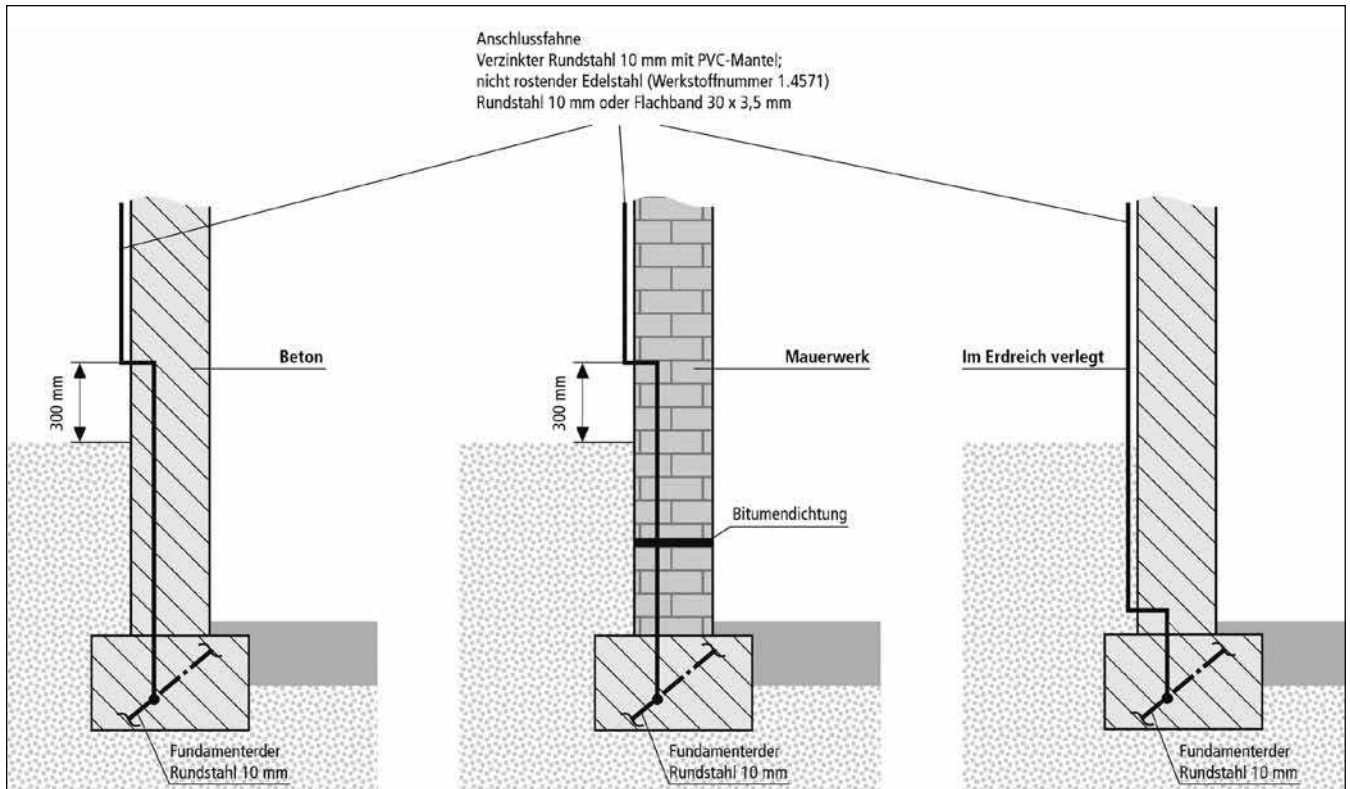 Anschlussfahne
Verzinkter Rundstahl 10 mm mit PVC-Mantel;
nicht rostender Edelstahl (Werkstoffnummer 1.4571)
Rundstahl 10 mm oder Flachband 30 x 3,5 mm
Beton
300 mm
Fundamenterder
Rundstahl 10 mm
Mauerwerk
300 mm
Bitumendichtung
Fundamenterder
Rundstahl 10 mm
Im Erdreich verlegt
Fundamenterder
Rundstahl 10 mm